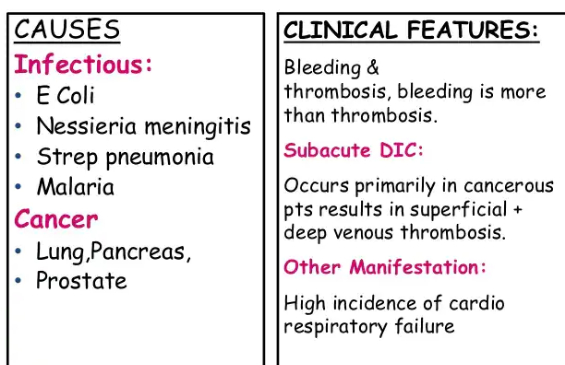 CAUSES
Infectious:
• E Coli
• Nessieria meningitis
• Strep pneumonia
• Malaria
Cancer
• Lung,Pancreas,
• Prostate
CLINICAL FEATURES:
Bleeding &
thrombosis, bleeding is more
than thrombosis.
Subacute DIC:
Occurs primarily in cancerous
pts results in superficial +
deep venous thrombosis.
Other Manifestation:
High incidence of cardio
respiratory failure